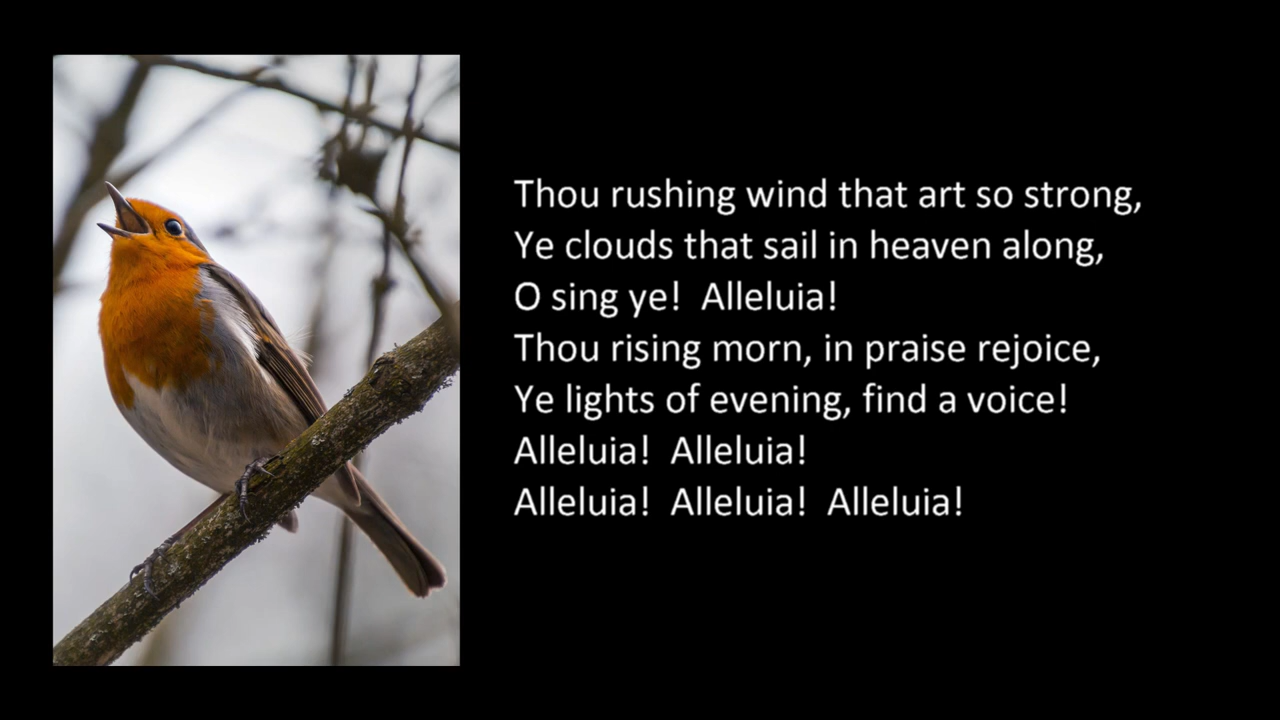 Thou rushing wind that art so strong,
Ye clouds that sail in heaven along,
O sing ye!  Alleluia!
Thou rising morn, in praise rejoice,
Ye lights of evening, find a voice!
Alleluia!  Alleluia!
Alleluia!  Alleluia!  Alleluia!